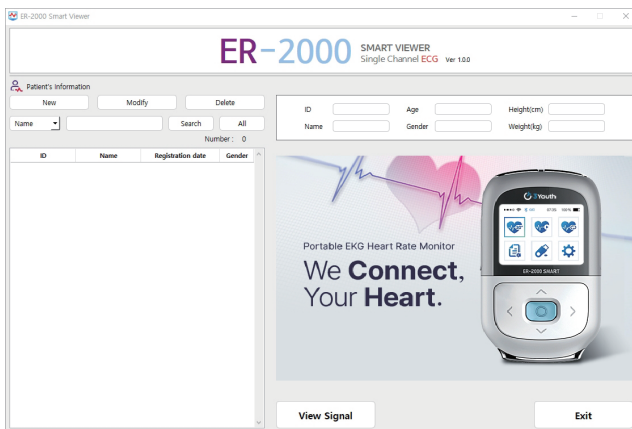 ER-2000 Smart Viewer
ER-2000 SMART VIEWER
Single Channel ECG Ver 1.0.0
Patient's Information
New Modify Delete
Name Search All
Number : 0
ID Name Registration date Gender
ID Age Height(cm)
Name Gender Weight(kg)
3Youth
100%
ER-2000 SMART
Portable EKG Heart Rate Monitor
We Connect,
Your Heart.
View Signal Exit